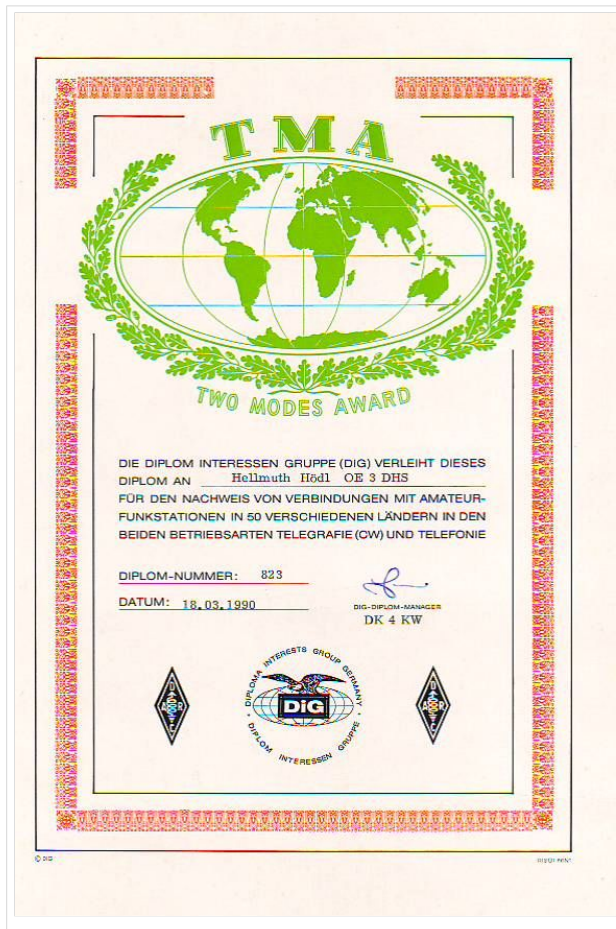 TMA
TWO MODES AWARD
DIE DIPLOM INTERESSEN GRUPPE (DIG) VERLEIHT DIESES
DIPLOM AN Hellmuth Hödl OE 3 DHS
FÜR DEN NACHWEIS VON VERBINDUNGEN MIT AMATEUR-
FUNKSTATIONEN IN 50 VERSCHIEDENEN LÄNDERN IN DEN
BEIDEN BETRIEBSARTEN TELEGRAFIE (CW) UND TELEFONIE
DIPLOM-NUMMER: 823
DATUM: 18.03.1990
DIG-DIPLOM-MANAGER
DK 4 KW
DIPLOMA INTERESTS GROUP GERMANY
DIG
DIPLOM INTERESSEN GRUPPE
© DIG